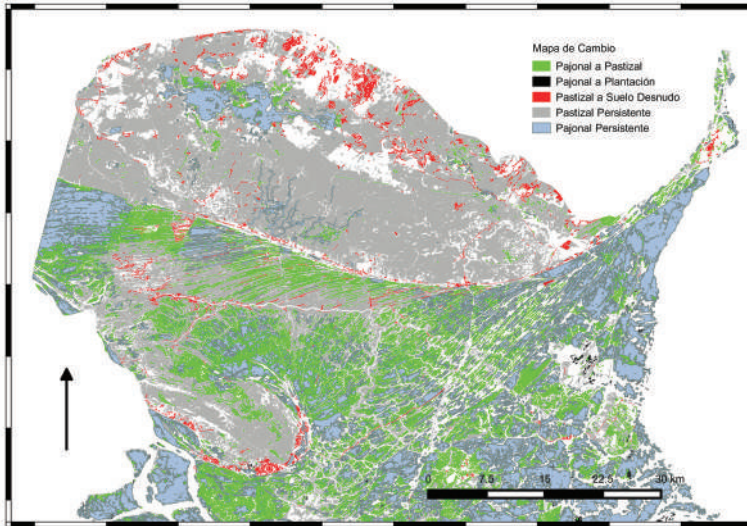 Mapa de Cambio
Pajonal a Pastizal
Pajonal a Plantación
Pastizal a Suelo Desnudo
Pastizal Persistente
Pajonal Persistente
0 7.5 15 22.5 30 km